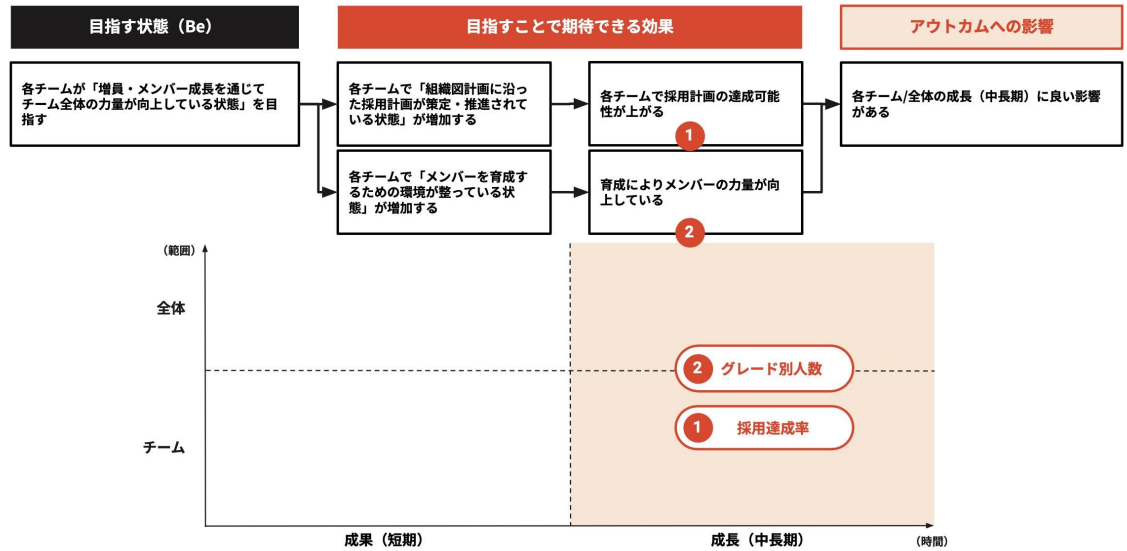 目指す状態（Be）
目指すことで期待できる効果
アウトカムへの影響
各チームが「増員・メンバー成長を通じて
チーム全体の力量が向上している状態」を目
指す
各チームで「組織図計画に沿っ
た採用計画が策定・推進されて
いる状態」が増加する
各チームで採用計画の達成可能
性が上がる
1
各チーム/全体の成長（中長期）に良い影響
がある
各チームで「メンバーを育成す
るための環境が整っている状
態」が増加する
育成によりメンバーの力量が向
上している
2
（範囲）
全体
2 グレード別人数
1 採用達成率
チーム
成果（短期）
成長（中長期）
（時間）